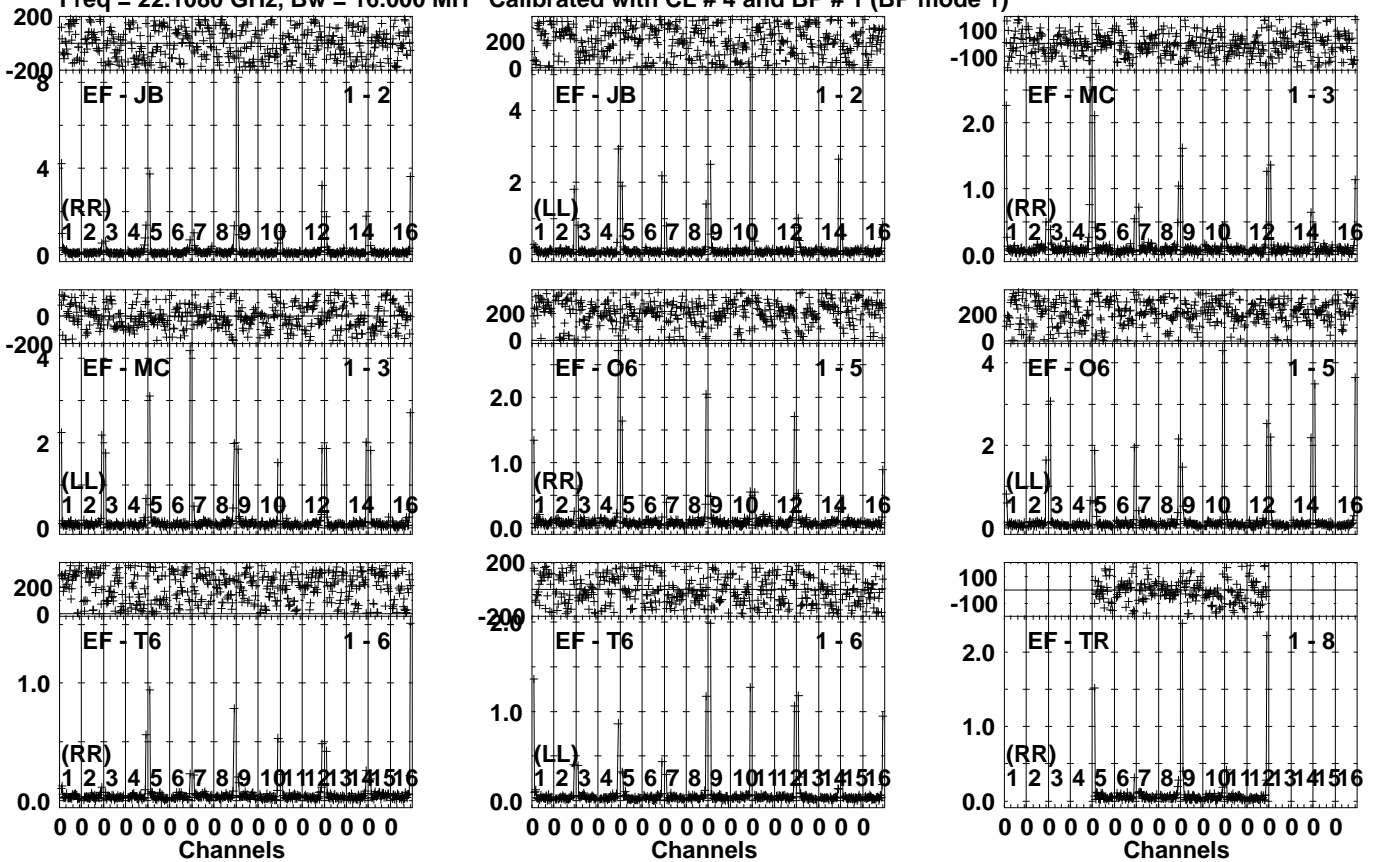 Freq = 22.1080 GHz, Bw = 16.000 MH Calibrated with CL # 4 and BP # 1 (BP mode 1)
200
-200
8
4
0
EF - JB 1 - 2
(RR)
1 2 3 4 5 6 7 9 10 12 14 16
200
0
4
2
0
EF - JB 1 - 2
(LL)
1 2 3 4 5 6 7 8 9 10 12 14 16
100
-100
2.0
1.0
0.0
EF - MC 1 - 3
(RR)
1 2 3 4 5 6 7 8 9 10 12 14 16
0
-200
4
2
0
EF - MC 1 - 3
(LL)
1 2 3 4 5 6 7 8 9 10 12 14 16
200
0
2.0
1.0
0.0
EF - O6 1 - 5
(RR)
1 2 3 4 5 6 7 8 9 10 12 14 16
200
0
4
2
0
EF - O6 1 - 5
(LL)
1 2 3 4 5 6 7 8 9 10 12 14 16
200
0
1.0
0.0
EF - T6 1 - 6
(RR)
1 2 3 4 5 6 7 8 9 10 11 12 13 14 15 16
0 0 0 0 0 0 0 0 0 0 0 0 0 0 0 0
Channels
200
-200
2.0
1.0
0.0
EF - T6 1 - 6
(LL)
1 2 3 4 5 6 7 8 9 10 11 12 13 14 15 16
0 0 0 0 0 0 0 0 0 0 0 0 0 0 0 0
Channels
100
-100
2.0
1.0
0.0
EF - TR 1 - 8
(RR)
1 2 3 4 5 6 7 8 9 10 11 12 13 14 15 16
0 0 0 0 0 0 0 0 0 0 0 0 0 0 0 0
Channels